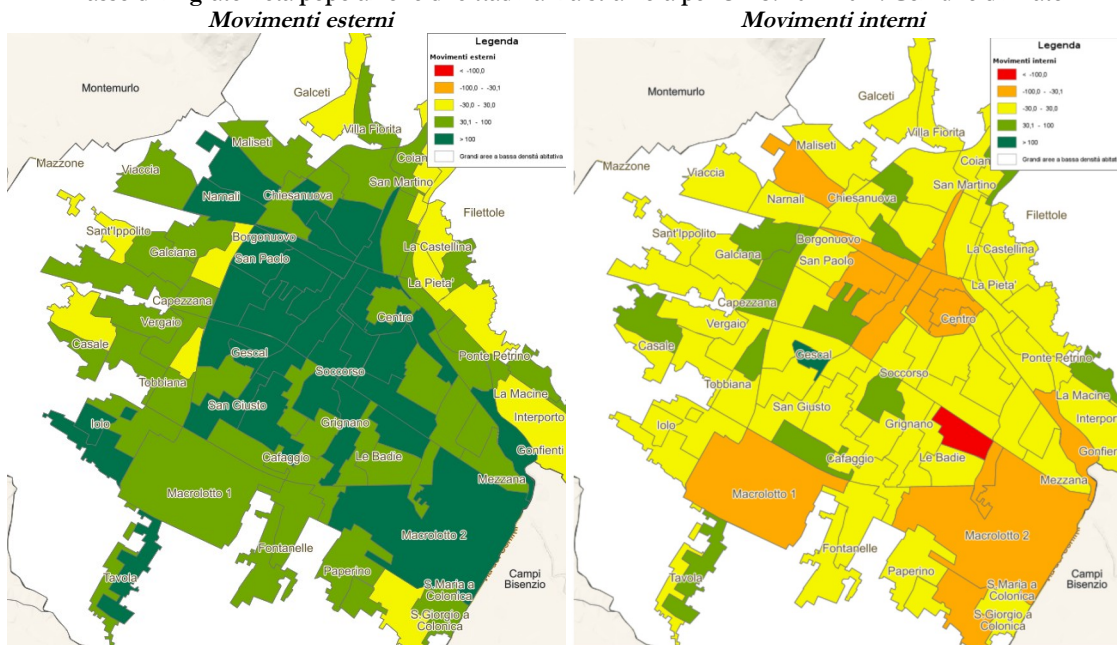 Movimenti esterni
Legenda
Movimenti esterni
< -100,0
-100,0 - -30,1
-30,0 - 30,0
30,1 - 100
> 100
Grandi aree a bassa densità abitativa
Montemurlo
Galceti
Villa Fiorita
Maliseti
Coian
Mazzone
Viaccia
San Martino
Narnali
Chiesanuova
Filettole
Sant'Ippolito
Borgonuovo
La Castellina
Galciana
San Paolo
La Pieta'
Capezzana
Centro
Vergaio
Casale
Gescal
Ponte Petrino
Soccorso
Tobbiana
La Macine
San Giusto
Interporto
Iolo
Grignano
Gonfienti
Cafaggio
Le Badie
Mezzana
Macrolotto 1
Macrolotto 2
Fontanelle
Paperino
Campi
Bisenzio
Tavola
S.Maria a
Colonica
S.Giorgio a
Colonica
Movimenti interni
Legenda
Movimenti interni
< -100,0
-100,0 - -30,1
-30,0 - 30,0
30,1 - 100
> 100
Grandi aree a bassa densità abitati
Montemurlo
Galceti
Villa Fiorita
Maliseti
Coian
Mazzone
Viaccia
San Martino
Narnali
Chiesanuova
Filettole
Sant'Ippolito
Borgonuovo
La Castellina
Galciana
San Paolo
La Pieta'
Capezzana
Centro
Vergaio
Casale
Gescal
Ponte Petrino
Soccorso
Tobbiana
La Macine
San Giusto
Interporto
Iolo
Grignano
Gonfienti
Cafaggio
Le Badie
Mezzana
Macrolotto 1
Macrolotto 2
Fontanelle
Paperino
Campi
Bisenzio
Tavola
S.Maria a
Colonica
S.Giorgio a
Colonica